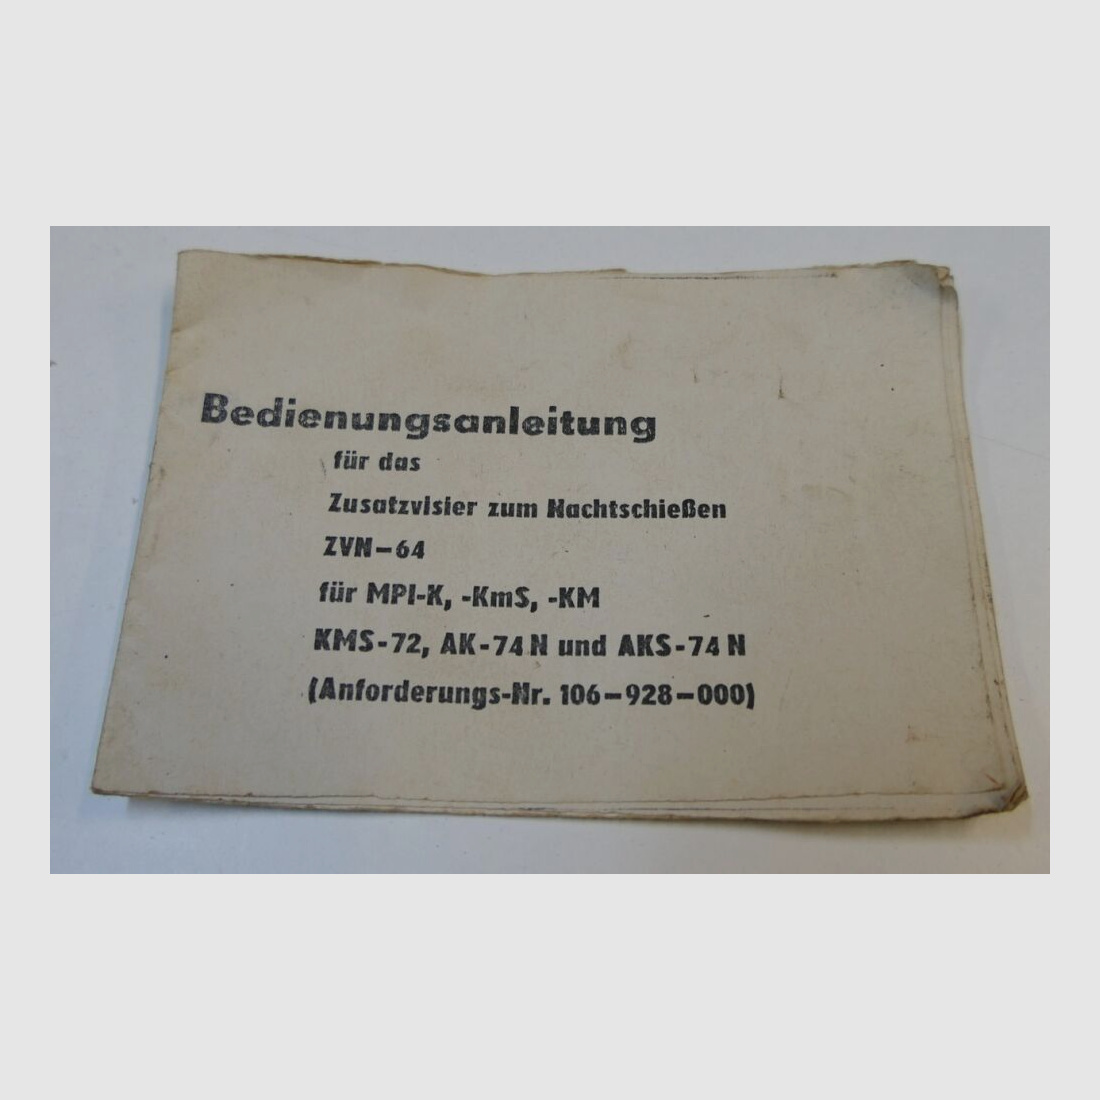 Bedienungsanleitung
für das
Zusatzvisier zum Nachtschießen
ZVN-64
für MPI-K, -KmS, -KM
KMS-72, AK-74 N und AKS-74 N
(Anforderungs-Nr. 106-928-000)